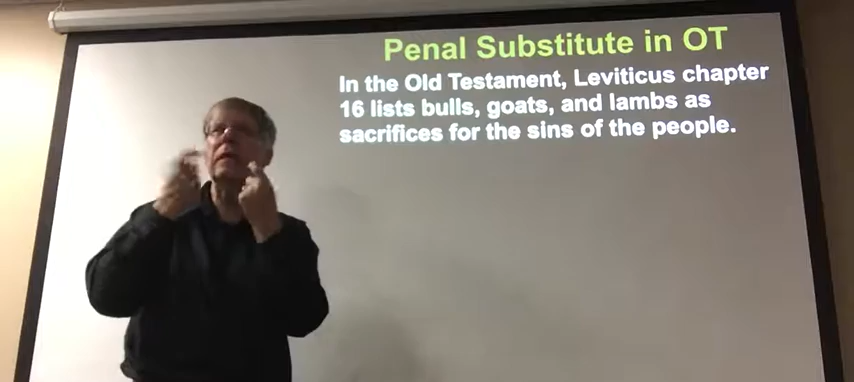 Penal Substitute in OT
In the Old Testament, Leviticus chapter
16 lists bulls, goats, and lambs as
sacrifices for the sins of the people.